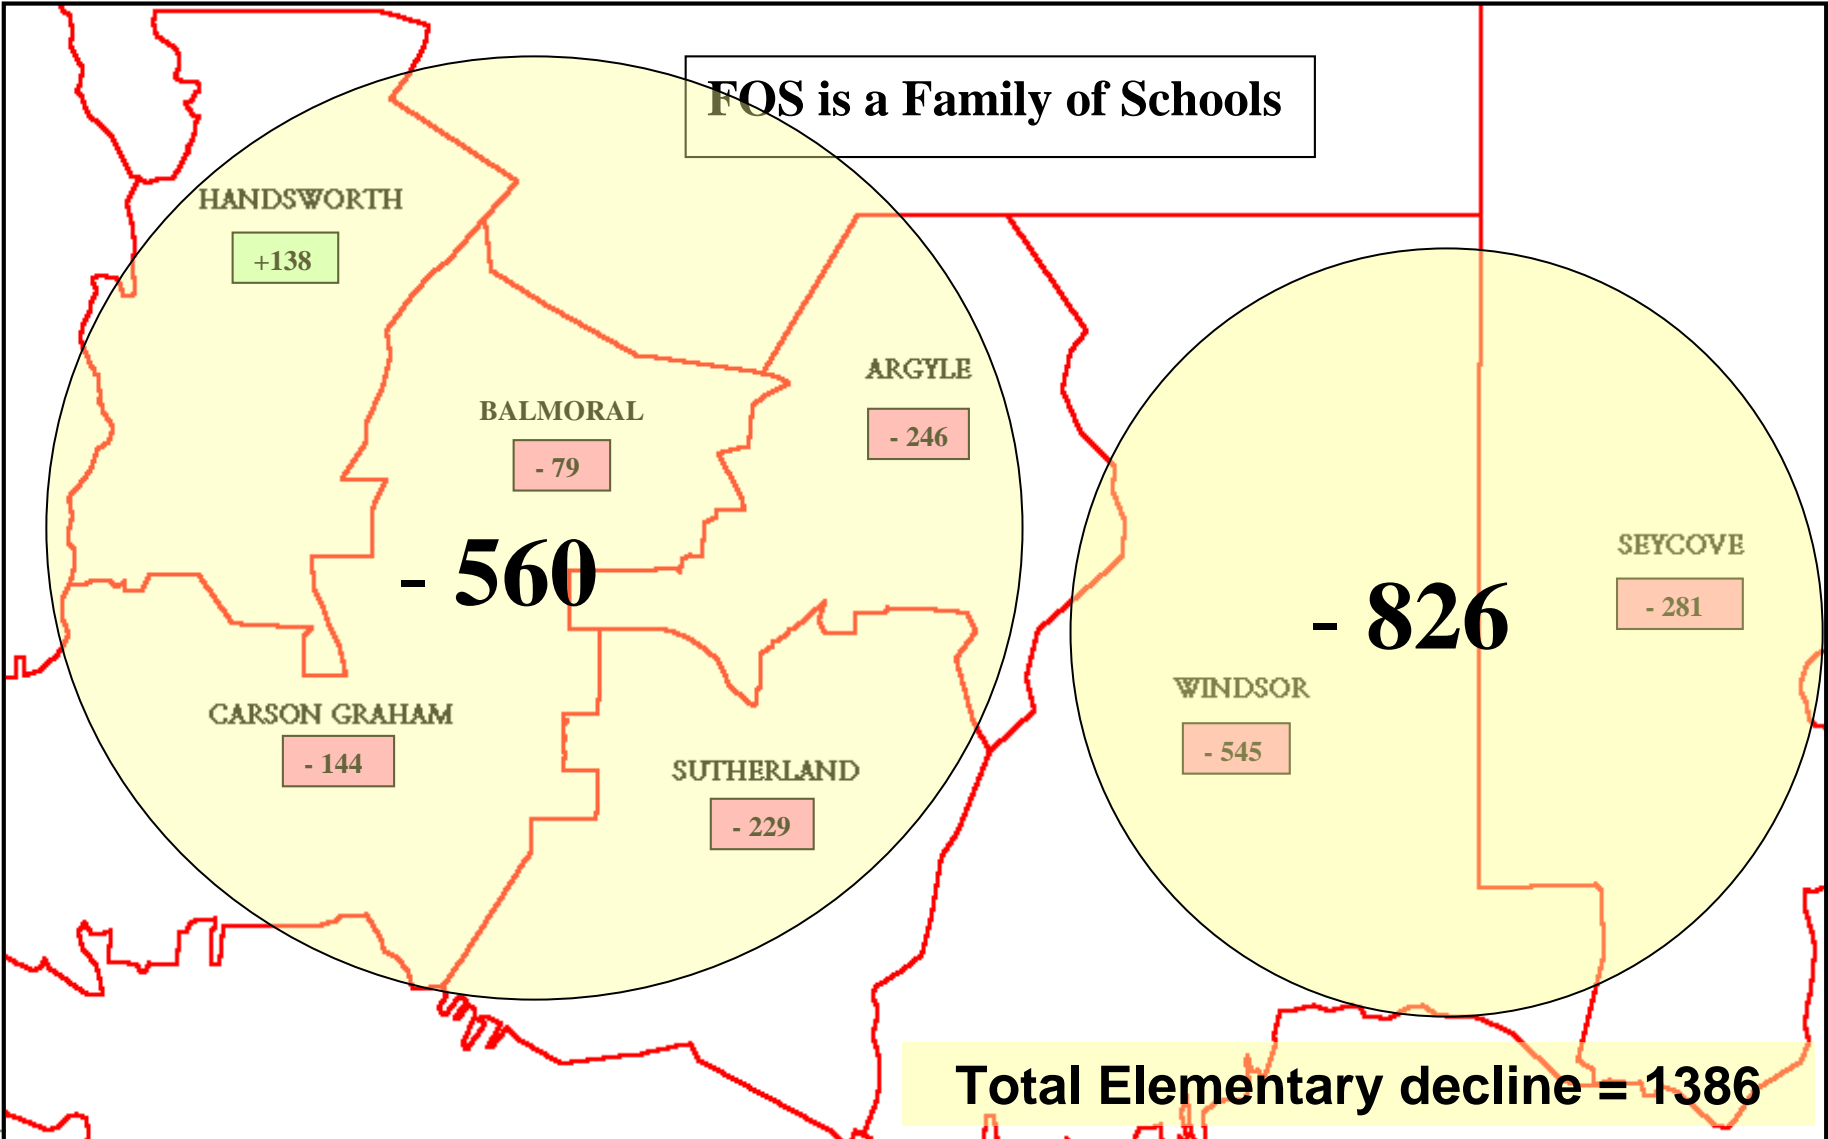 FOS is a Family of Schools
HANDSWORTH
+138
ARGYLE
- 246
BALMORAL
- 79
- 560
SEYCOVE
- 281
- 826
WINDSOR
- 545
CARSON GRAHAM
- 144
SUTHERLAND
- 229
Total Elementary decline = 1386